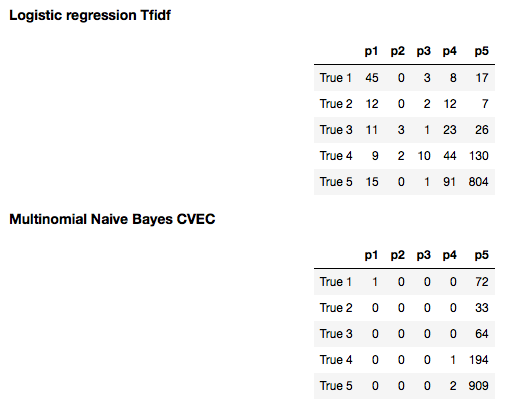 Logistic regression Tfidf
p1 p2 p3 p4 p5
True 1 45 0 3 8 17
True 2 12 0 2 12 7
True 3 11 3 1 23 26
True 4 9 2 10 44 130
True 5 15 0 1 91 804
Multinomial Naive Bayes CVEC
p1 p2 p3 p4 p5
True 1 1 0 0 0 72
True 2 0 0 0 0 33
True 3 0 0 0 0 64
True 4 0 0 0 1 194
True 5 0 0 0 2 909